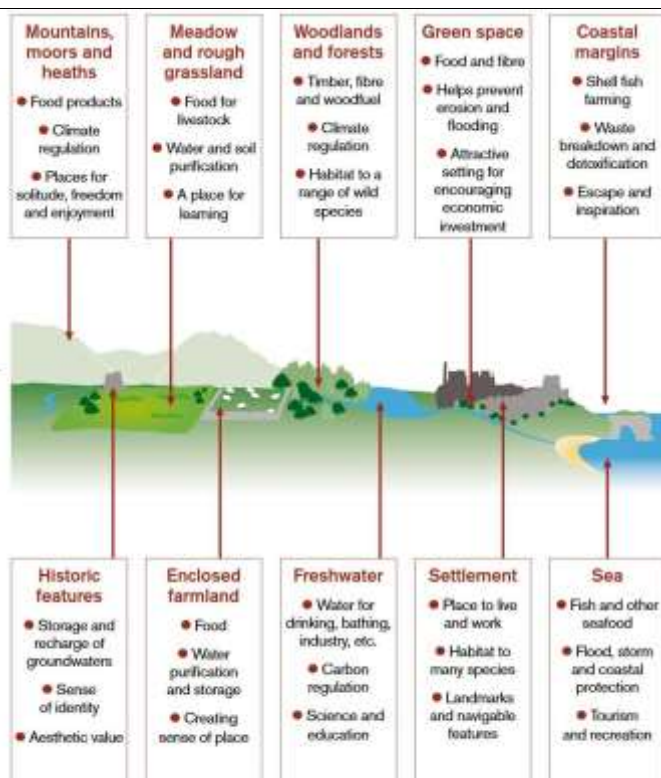 Mountains,
moors and
heaths
● Food products
● Climate
regulation
● Places for
solitude, freedom
and enjoyment
Meadow
and rough
grassland
● Food for
livestock
● Water and soil
purification
● A place for
learning
Woodlands
and forests
● Timber, fibre
and woodfuel
● Climate
regulation
● Habitat to a
range of wild
species
Green space
● Food and fibre
● Helps prevent
erosion and
flooding
● Attractive
setting for
encouraging
economic
investment
Coastal
margins
● Shell fish
farming
● Waste
breakdown and
detoxification
● Escape and
inspiration
Historic
features
● Storage and
recharge of
groundwaters
● Sense
of identity
● Aesthetic value
Enclosed
farmland
● Food
● Water
purification
and storage
● Creating
sense of place
Freshwater
● Water for
drinking, bathing,
industry, etc.
● Carbon
regulation
● Science and
education
Settlement
● Place to live
and work
● Habitat to
many species
● Landmarks
and navigable
features
Sea
● Fish and other
seafood
● Flood, storm
and coastal
protection
● Tourism
and recreation